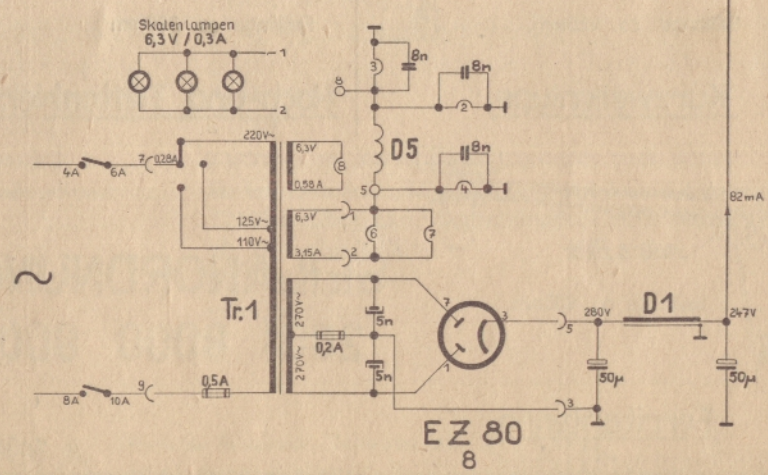 Skalenlampen
6,3 V / 0,3 A
1
2
3
8n
8
8n
2
220V~
4A
6A
7
0,28A
6,3V
0,58A
8
D5
8n
4
5
6,3V
3,15A
1
2
6
7
125V~
110V~
82mA
Tr.1
270V~
270V~
5n
0,2A
5n
7
3
1
5
280V
D1
247V
50µ
50µ
8A
10A
9
0,5A
3
EZ 80
8